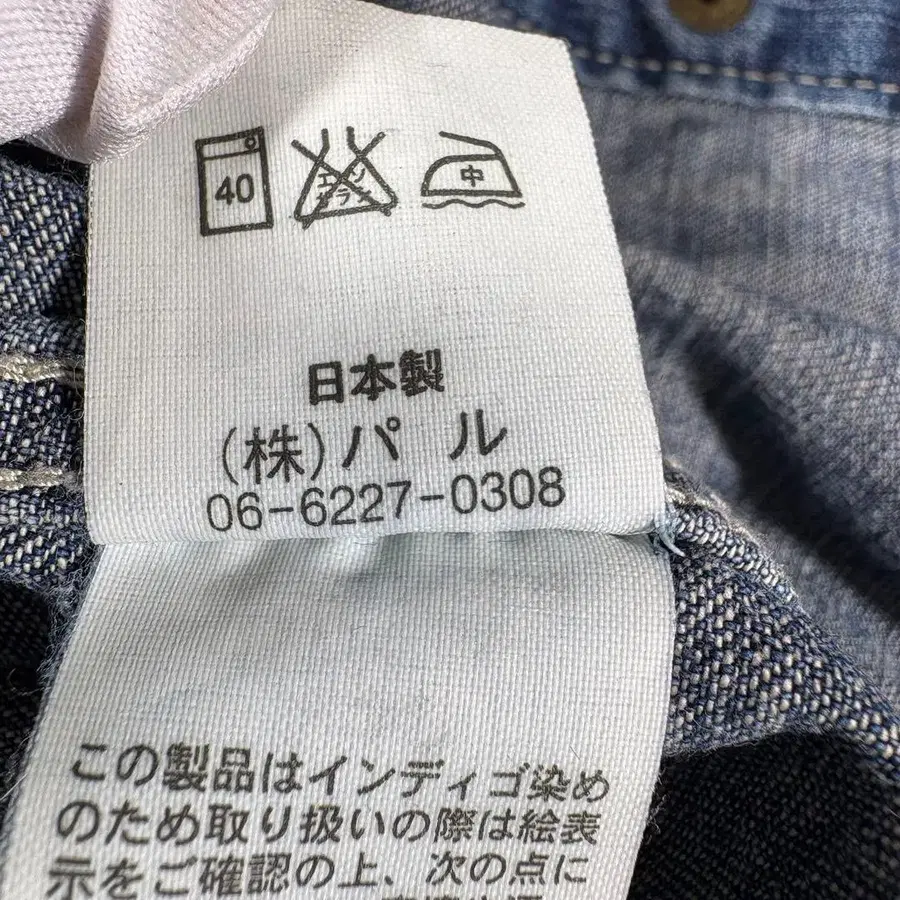 40
エンソ
サラシ
中
日本製
(株)パル
06-6227-0308
この製品はインディゴ染め
のため取り扱いの際は絵表
示をご確認の上、次の点に